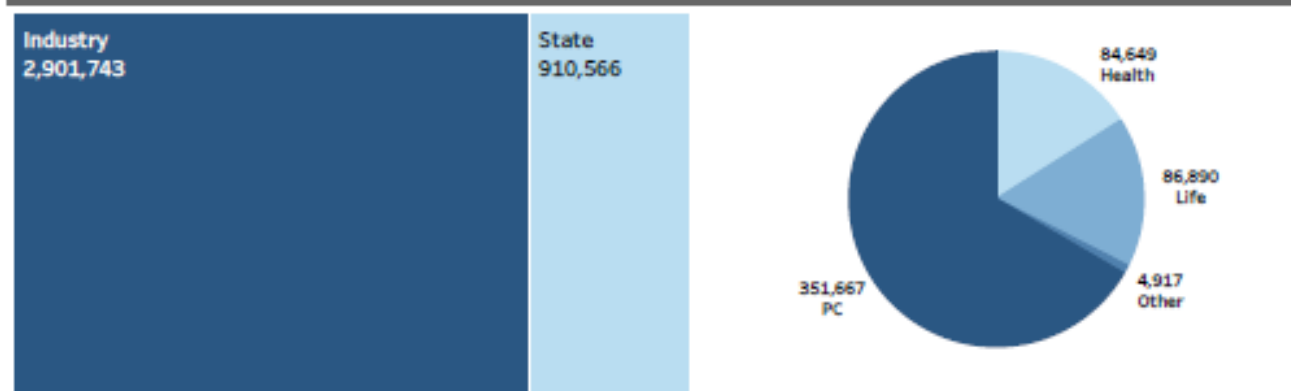 Industry
2,901,743
State
910,566
84,649
Health
86,890
Life
4,917
Other
351,667
PC